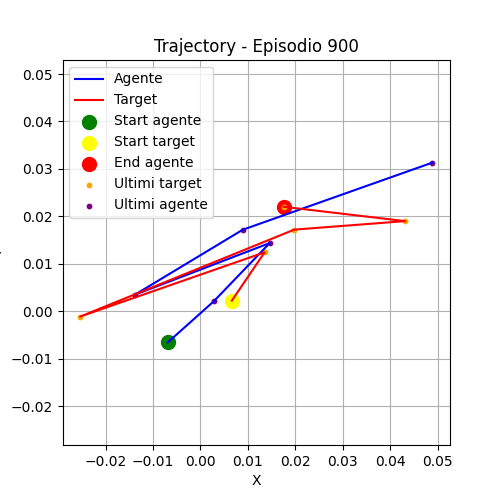 Trajectory - Episodio 900
Agente
Target
Start agente
Start target
End agente
Ultimi target
Ultimi agente
0.05
0.04
0.03
0.02
0.01
0.00
−0.01
−0.02
−0.02 −0.01 0.00 0.01 0.02 0.03 0.04 0.05
X